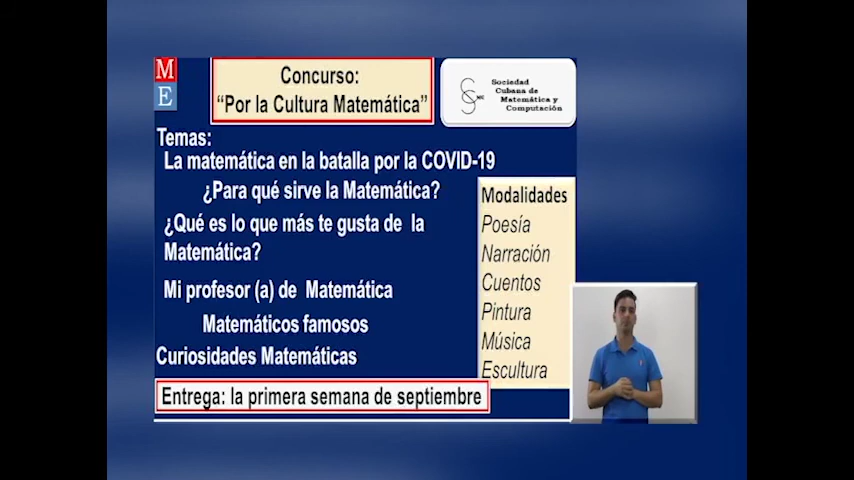 M
E
Concurso:
“Por la Cultura Matemática”
Sociedad
Cubana de
Matemática y
Computación
Temas:
La matemática en la batalla por la COVID-19
¿Para qué sirve la Matemática?
¿Qué es lo que más te gusta de la
Matemática?
Mi profesor (a) de Matemática
Matemáticos famosos
Curiosidades Matemáticas
Modalidades
Poesía
Narración
Cuentos
Pintura
Música
Escultura
Entrega: la primera semana de septiembre